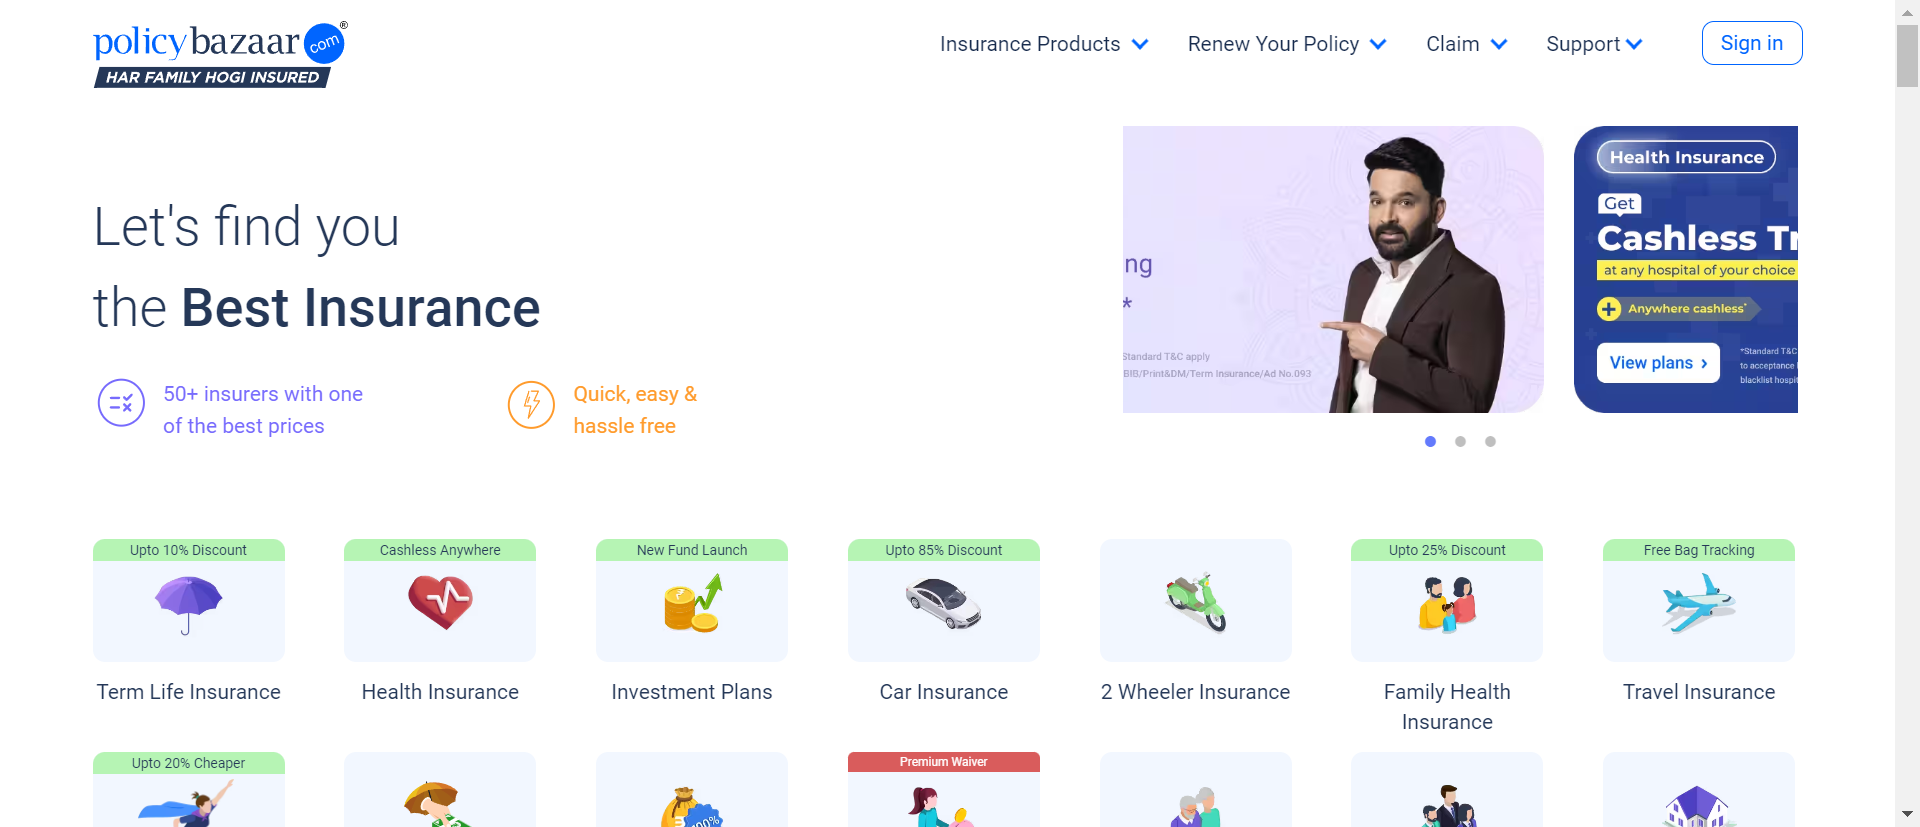 policybazaar com ®
HAR FAMILY HOGI INSURED
Insurance Products
Renew Your Policy
Claim
Support
Sign in
Let's find you
the Best Insurance
50+ insurers with one
of the best prices
Quick, easy &
hassle free
ng
*
Standard T&C apply
BIB/Print&DM/Term Insurance/Ad No.093
Health Insurance
Get
Cashless Tr
at any hospital of your choice
Anywhere cashless*
View plans ›
*Standard T&C
to acceptance
blacklist hospit
Upto 10% Discount
Cashless Anywhere
New Fund Launch
Upto 85% Discount
Upto 25% Discount
Free Bag Tracking
Term Life Insurance
Health Insurance
Investment Plans
Car Insurance
2 Wheeler Insurance
Family Health
Insurance
Travel Insurance
Upto 20% Cheaper
Premium Waiver
100%